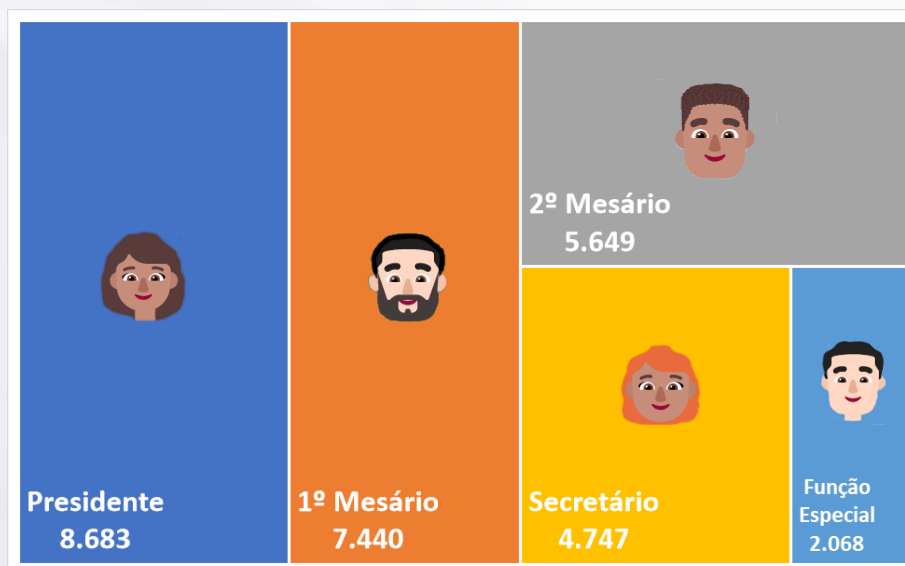 Presidente
8.683
1º Mesário
7.440
2º Mesário
5.649
Secretário
4.747
Função
Especial
2.068